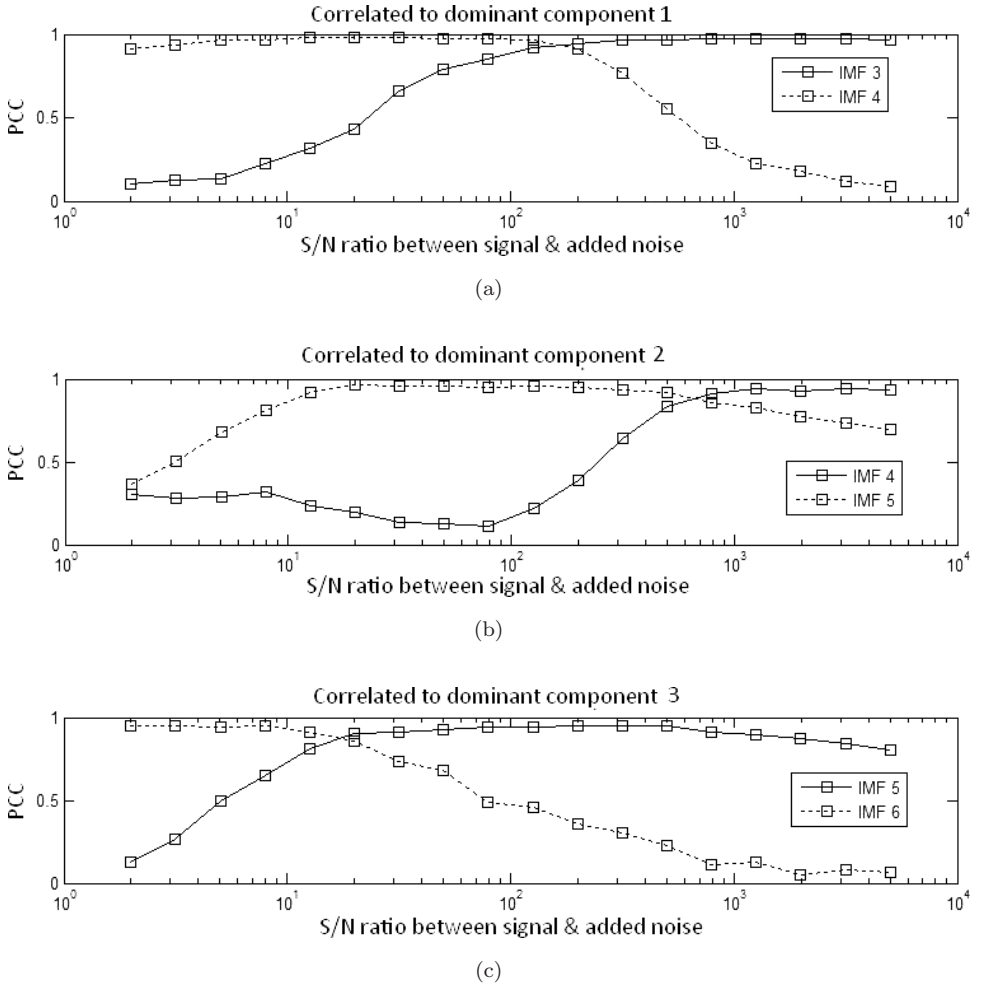 Correlated to dominant component 1
1
0.5
0
PCC
IMF 3
IMF 4
10^0 10^1 10^2 10^3 10^4
S/N ratio between signal & added noise
(a)
Correlated to dominant component 2
1
0.5
0
PCC
IMF 4
IMF 5
10^0 10^1 10^2 10^3 10^4
S/N ratio between signal & added noise
(b)
Correlated to dominant component 3
1
0.5
0
PCC
IMF 5
IMF 6
10^0 10^1 10^2 10^3 10^4
S/N ratio between signal & added noise
(c)